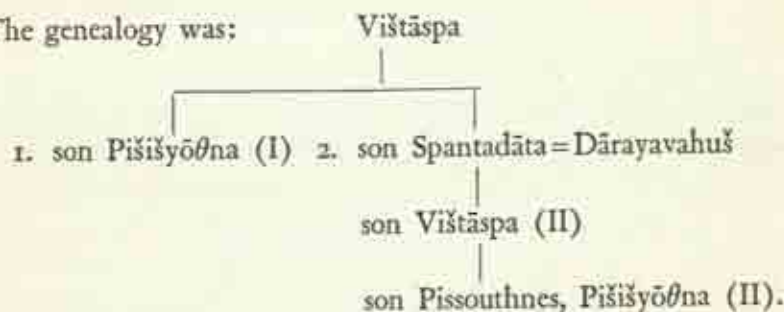 The genealogy was: Vištāspa
1. son Pišišyōθna (I) 2. son Spantadāta=Dārayavahuš
son Vištāspa (II)
son Pissouthnes, Pišišyōθna (II).